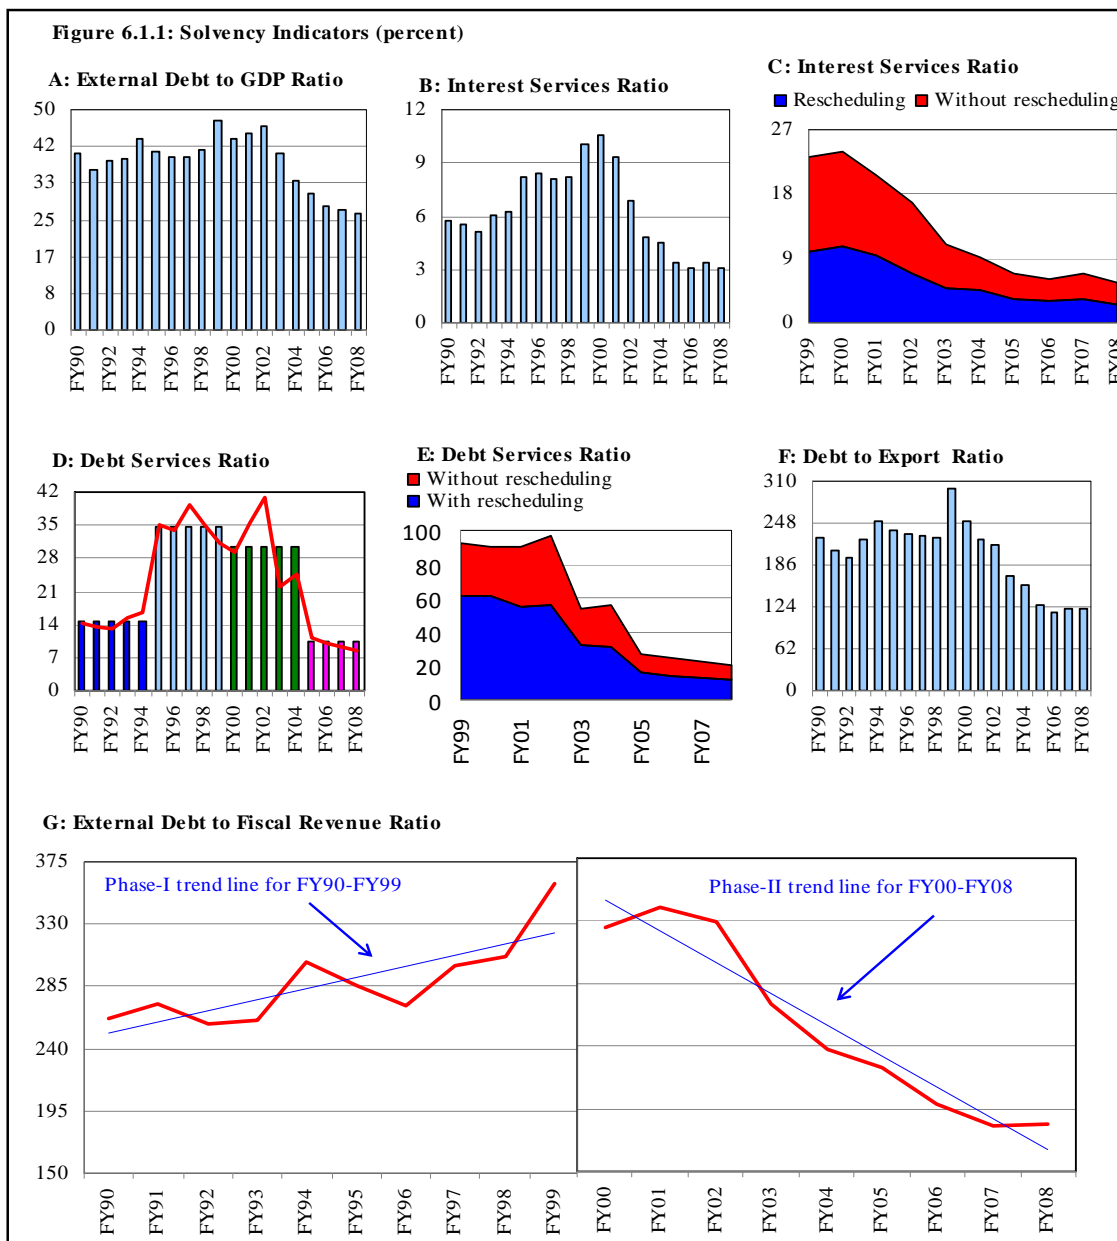 Figure 6.1.1: Solvency Indicators (percent)
A: External Debt to GDP Ratio
50
42
33
25
17
8
0
FY90
FY92
FY94
FY96
FY98
FY00
FY02
FY04
FY06
FY08
B: Interest Services Ratio
12
9
6
3
0
FY90
FY92
FY94
FY96
FY98
FY00
FY02
FY04
FY06
FY08
C: Interest Services Ratio
Rescheduling
Without rescheduling
27
18
9
0
FY99
FY00
FY01
FY02
FY03
FY04
FY05
FY06
FY07
FY08
D: Debt Services Ratio
42
35
28
21
14
7
0
FY90
FY92
FY94
FY96
FY98
FY00
FY02
FY04
FY06
FY08
E: Debt Services Ratio
Without rescheduling
With rescheduling
100
80
60
40
20
0
FY99
FY01
FY03
FY05
FY07
F: Debt to Export Ratio
310
248
186
124
62
0
FY90
FY92
FY94
FY96
FY98
FY00
FY02
FY04
FY06
FY08
G: External Debt to Fiscal Revenue Ratio
375
330
285
240
195
150
Phase-I trend line for FY90-FY99
FY90
FY91
FY92
FY93
FY94
FY95
FY96
FY97
FY98
FY99
Phase-II trend line for FY00-FY08
FY00
FY01
FY02
FY03
FY04
FY05
FY06
FY07
FY08